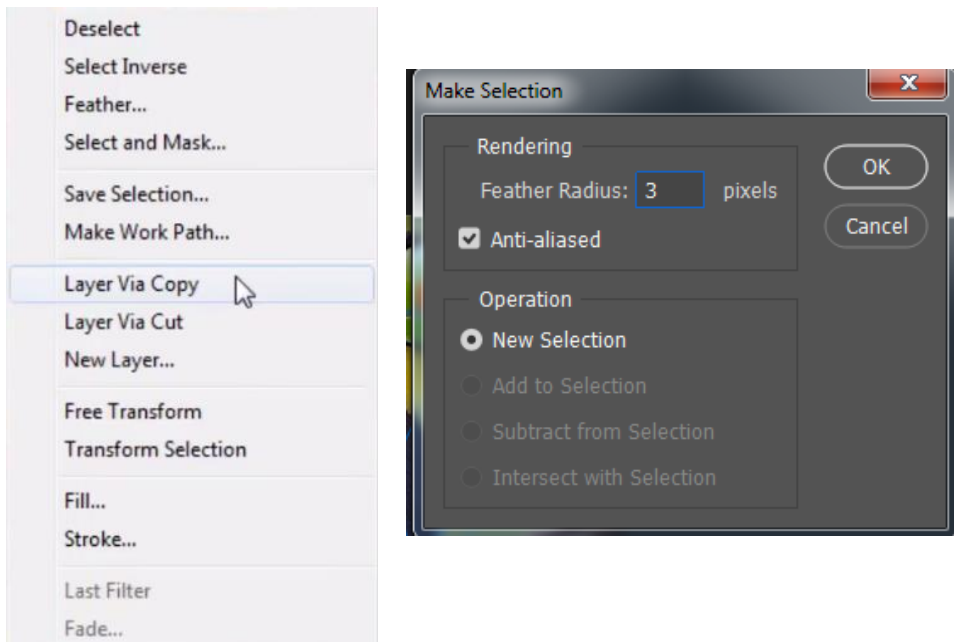 Deselect
Select Inverse
Feather...
Select and Mask...
Save Selection...
Make Work Path...
Layer Via Copy
Layer Via Cut
New Layer...
Free Transform
Transform Selection
Fill...
Stroke...
Last Filter
Fade...
Make Selection
Rendering
Feather Radius: 3 pixels
Anti-aliased
OK
Cancel
Operation
New Selection
Add to Selection
Subtract from Selection
Intersect with Selection